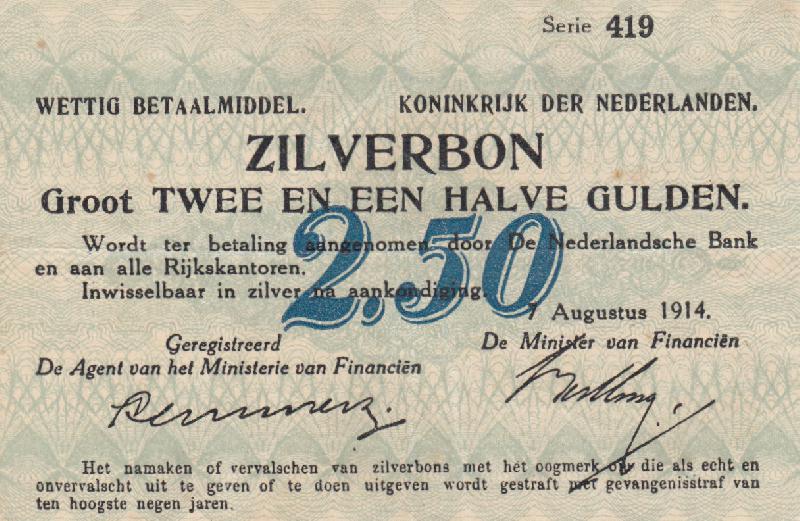 Serie 419
WETTIG BETAALMIDDEL. KONINKRIJK DER NEDERLANDEN.
ZILVERBON
Groot TWEE EN EEN HALVE GULDEN.
2.50
Wordt ter betaling aangenomen door De Nederlandsche Bank
en aan alle Rijkskantoren.
Inwisselbaar in zilver na aankondiging.
7 Augustus 1914.
Geregistreerd
De Agent van het Ministerie van Financiën
De Minister van Financiën
Het namaken of vervalschen van zilverbons met het oogmerk om die als echt en
onvervalscht uit te geven of te doen uitgeven wordt gestraft met gevangenisstraf van
ten hoogste negen jaren.